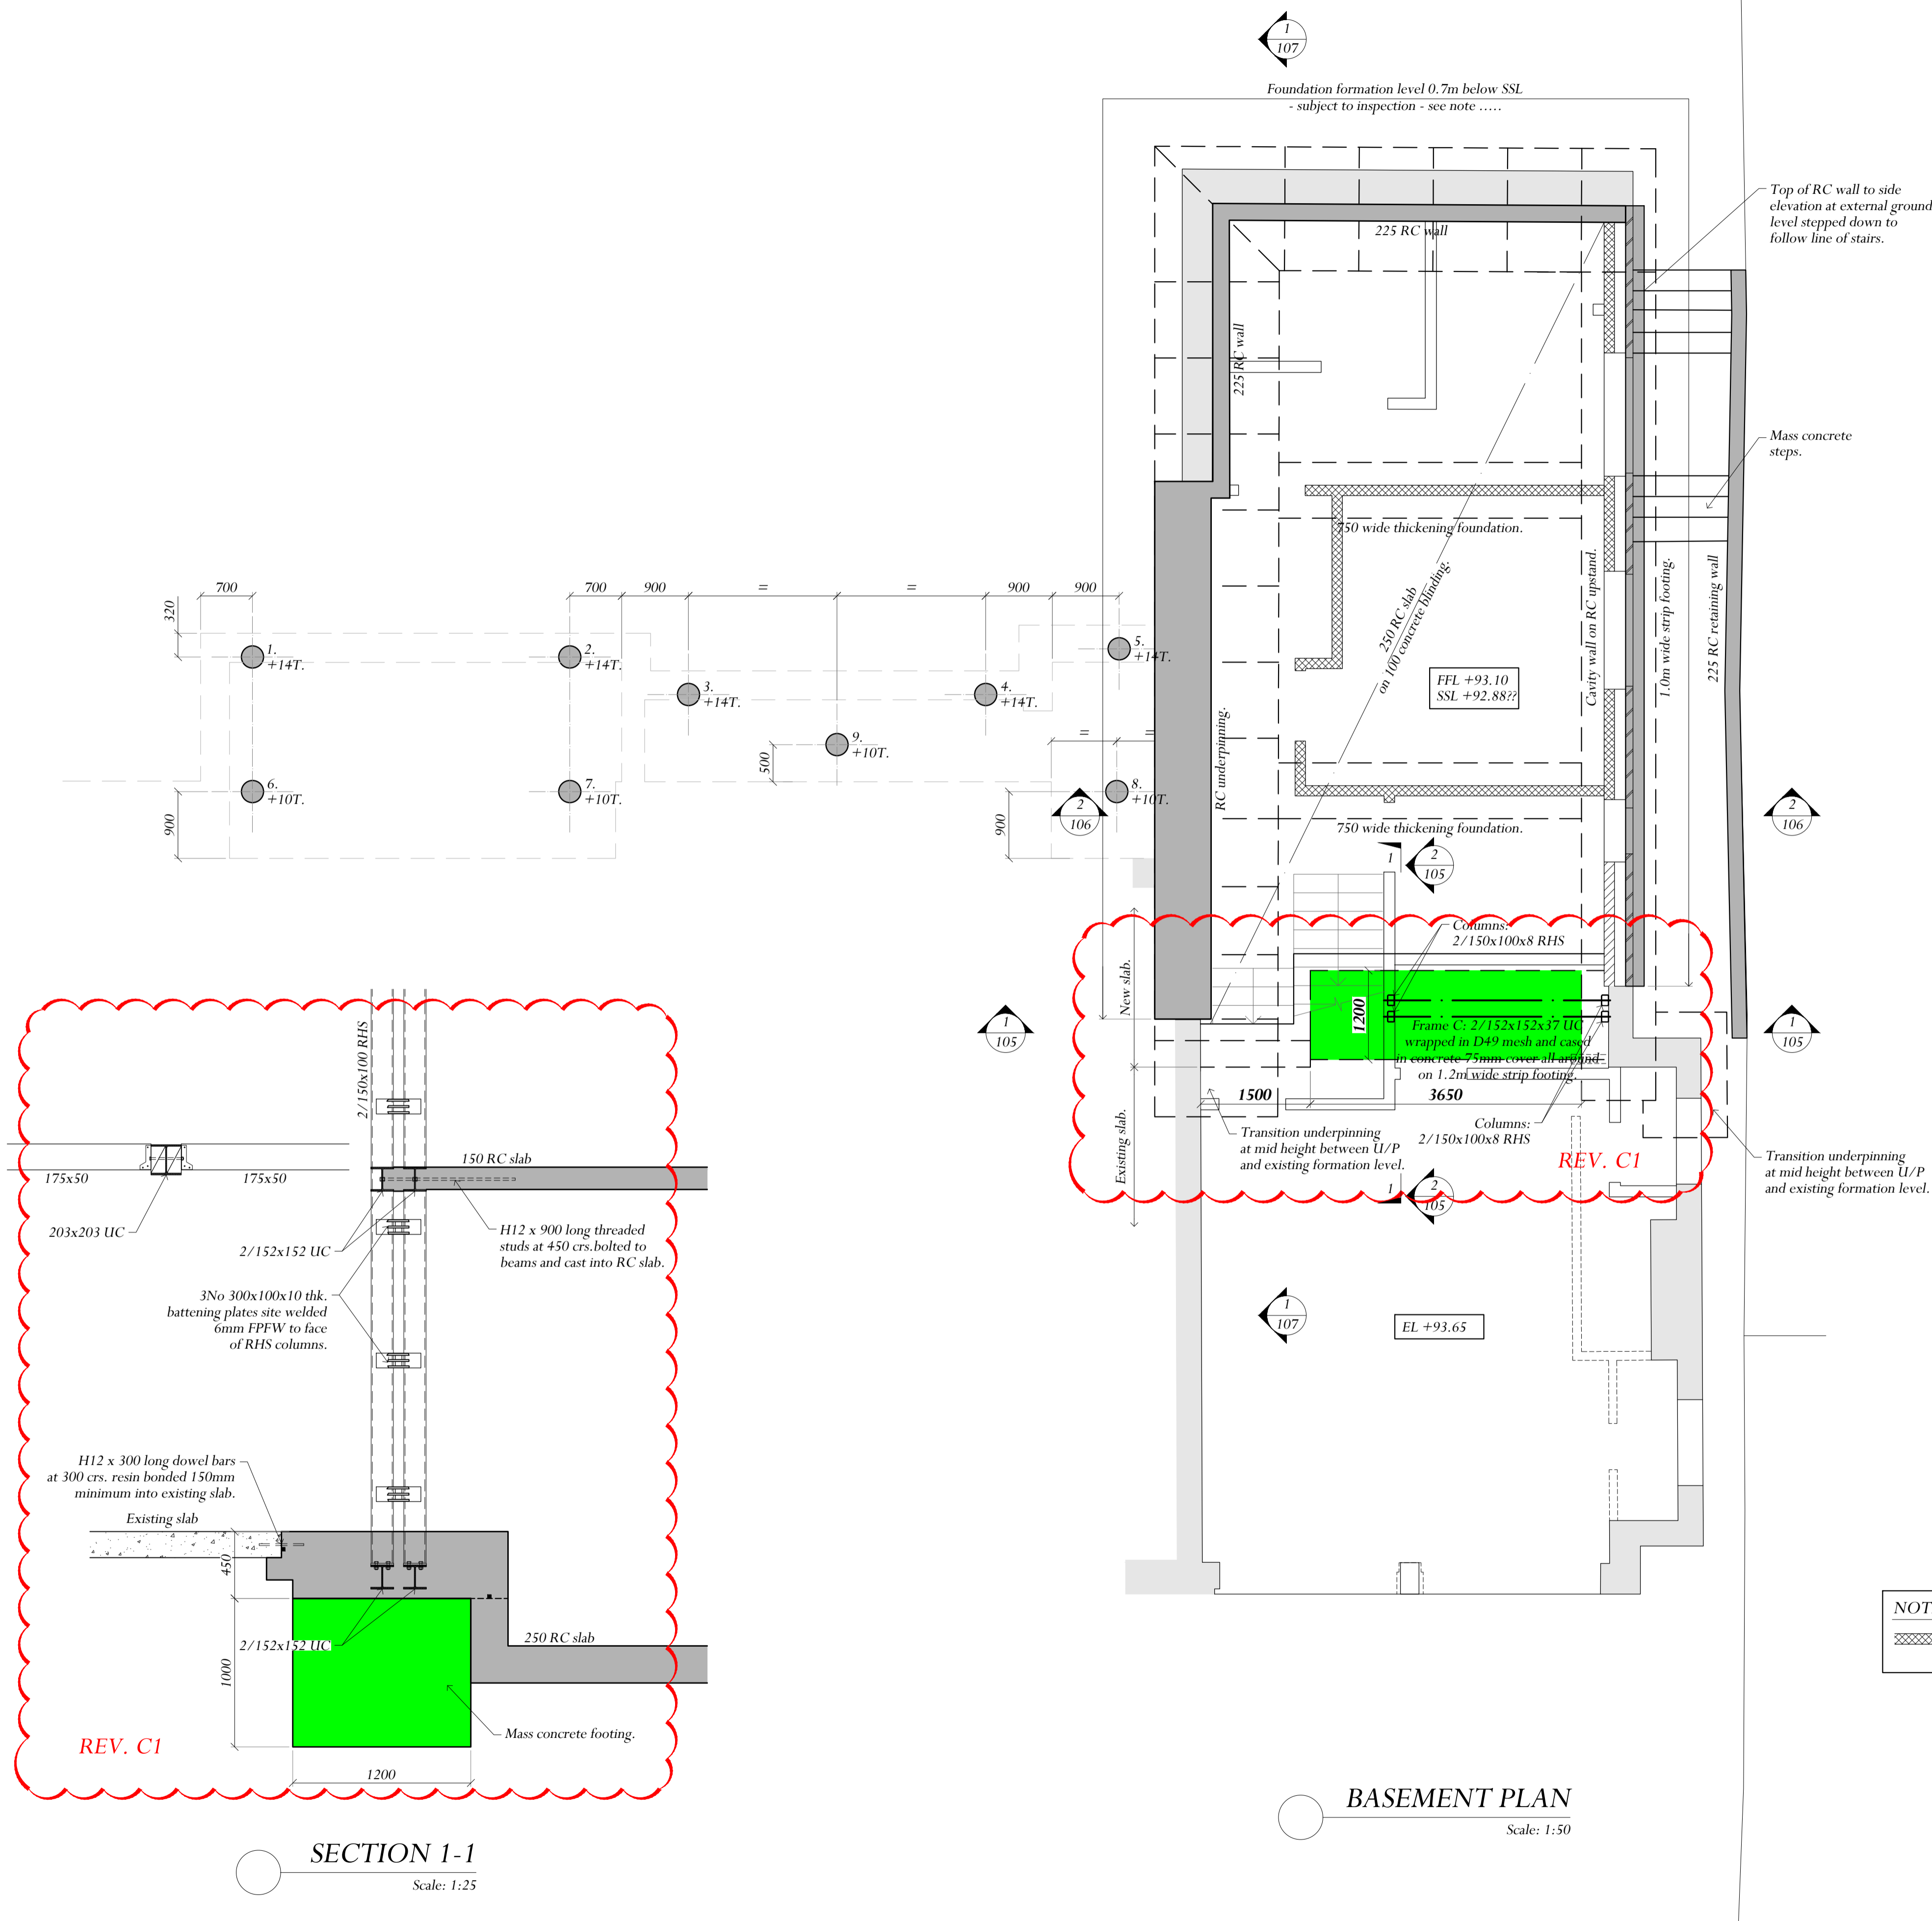 1
107
Foundation formation level 0.7m below SSL
- subject to inspection - see note .....
Top of RC wall to side
elevation at external ground
level stepped down to
follow line of stairs.
225 RC wall
225 RC wall
Mass concrete
steps.
750 wide thickening foundation.
250 RC slab
on 100 concrete blinding.
Cavity wall on RC upstand.
1.0m wide strip footing.
225 RC retaining wall
FFL +93.10
SSL +92.88??
RC underpinning.
700
700
900
=
=
900
900
320
1.
+14T.
2.
+14T.
3.
+14T.
4.
+14T.
5.
+14T.
9.
+10T.
500
=
=
6.
+10T.
7.
+10T.
8.
+10T.
900
900
2
106
2
106
750 wide thickening foundation.
1
2
105
Columns:
2/150x100x8 RHS
New slab.
1200
1
105
1
105
Frame C: 2/152x152x37 UC
wrapped in D49 mesh and cased
in concrete 75mm cover all around
on 1.2m wide strip footing.
1500
3650
Columns:
2/150x100x8 RHS
Transition underpinning
at mid height between U/P
and existing formation level.
REV. C1
Transition underpinning
at mid height between U/P
and existing formation level.
Existing slab.
1
2
105
1
107
EL +93.65
NOT
BASEMENT PLAN
Scale: 1:50
2/150x100 RHS
150 RC slab
175x50
175x50
203x203 UC
2/152x152 UC
H12 x 900 long threaded
studs at 450 crs.bolted to
beams and cast into RC slab.
3No 300x100x10 thk.
battening plates site welded
6mm FPFW to face
of RHS columns.
H12 x 300 long dowel bars
at 300 crs. resin bonded 150mm
minimum into existing slab.
Existing slab
450
2/152x152 UC
250 RC slab
1000
Mass concrete footing.
REV. C1
1200
SECTION 1-1
Scale: 1:25